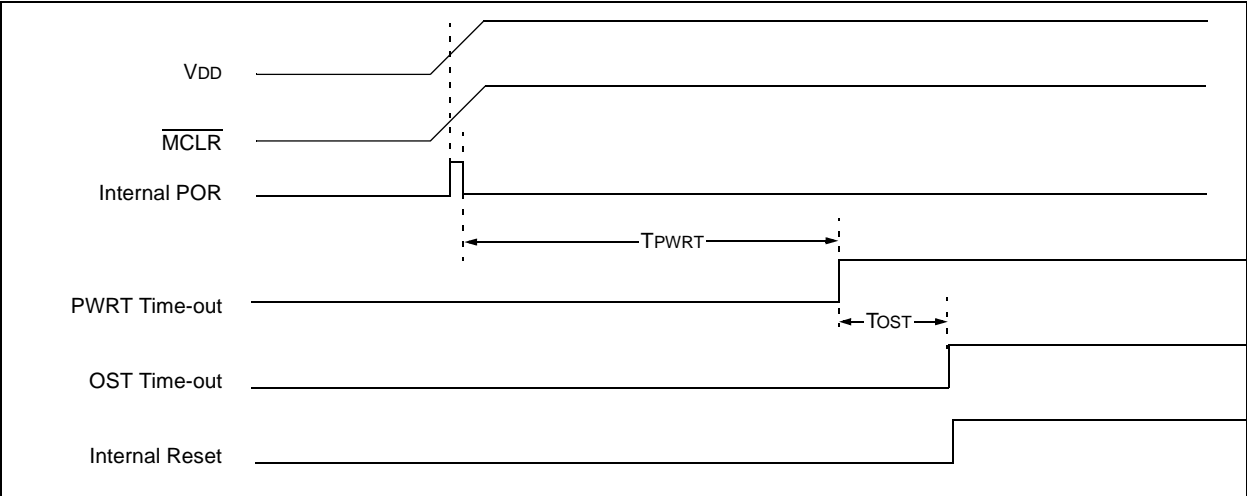 VDD
MCLR
Internal POR
TPWRT
PWRT Time-out
TOST
OST Time-out
Internal Reset